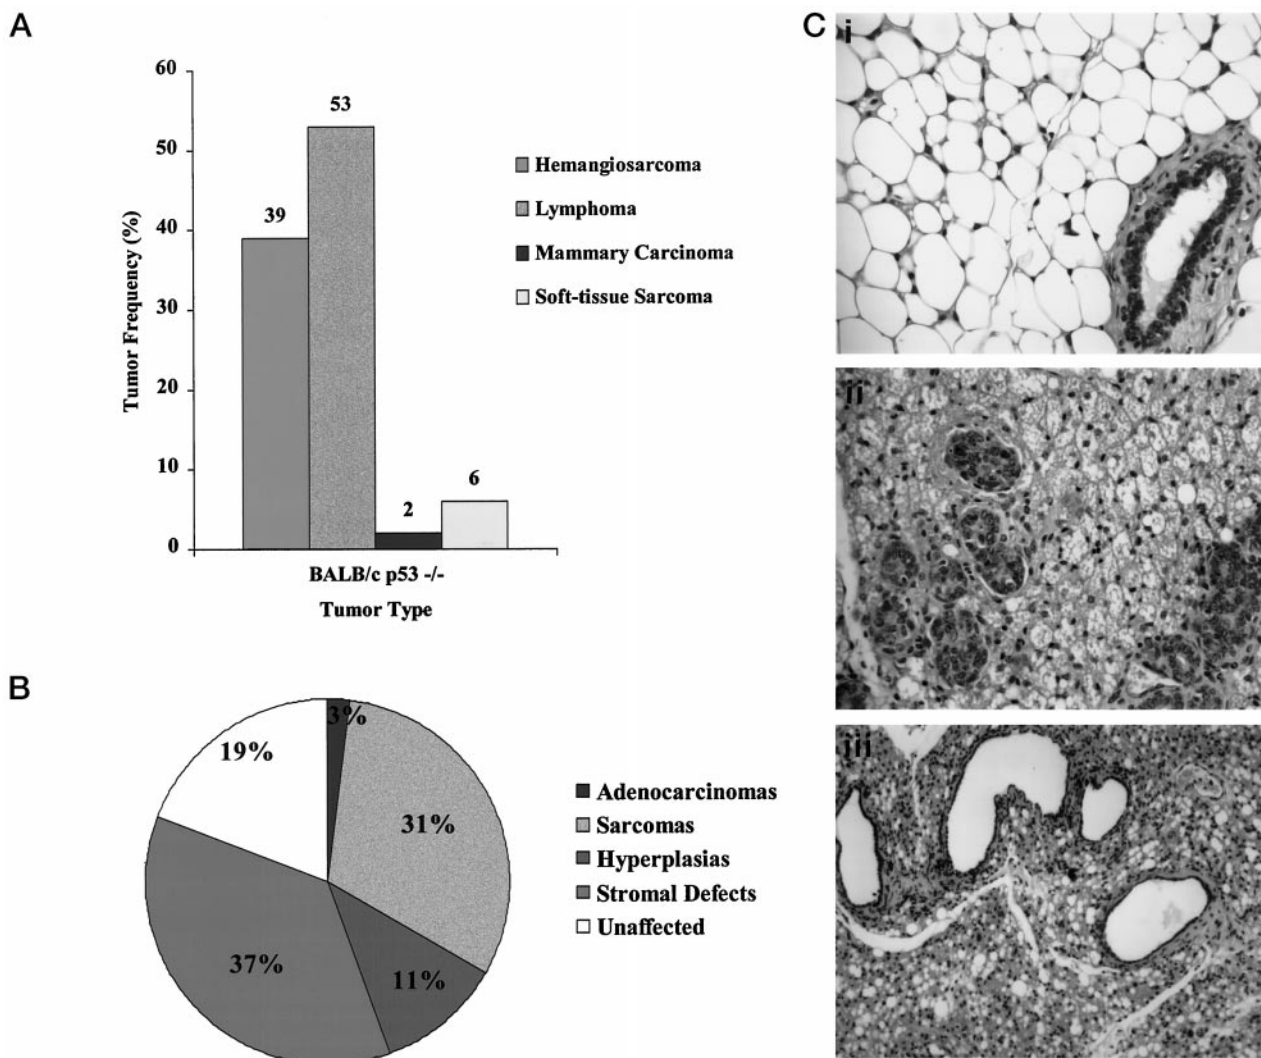 A
60
50
40
30
20
10
0
Tumor Frequency (%)
39
53
2
6
BALB/c p53 -/-
Tumor Type
Hemangiosarcoma
Lymphoma
Mammary Carcinoma
Soft-tissue Sarcoma
B
3%
31%
11%
37%
19%
Adenocarcinomas
Sarcomas
Hyperplasias
Stromal Defects
Unaffected
C
i
ii
iii